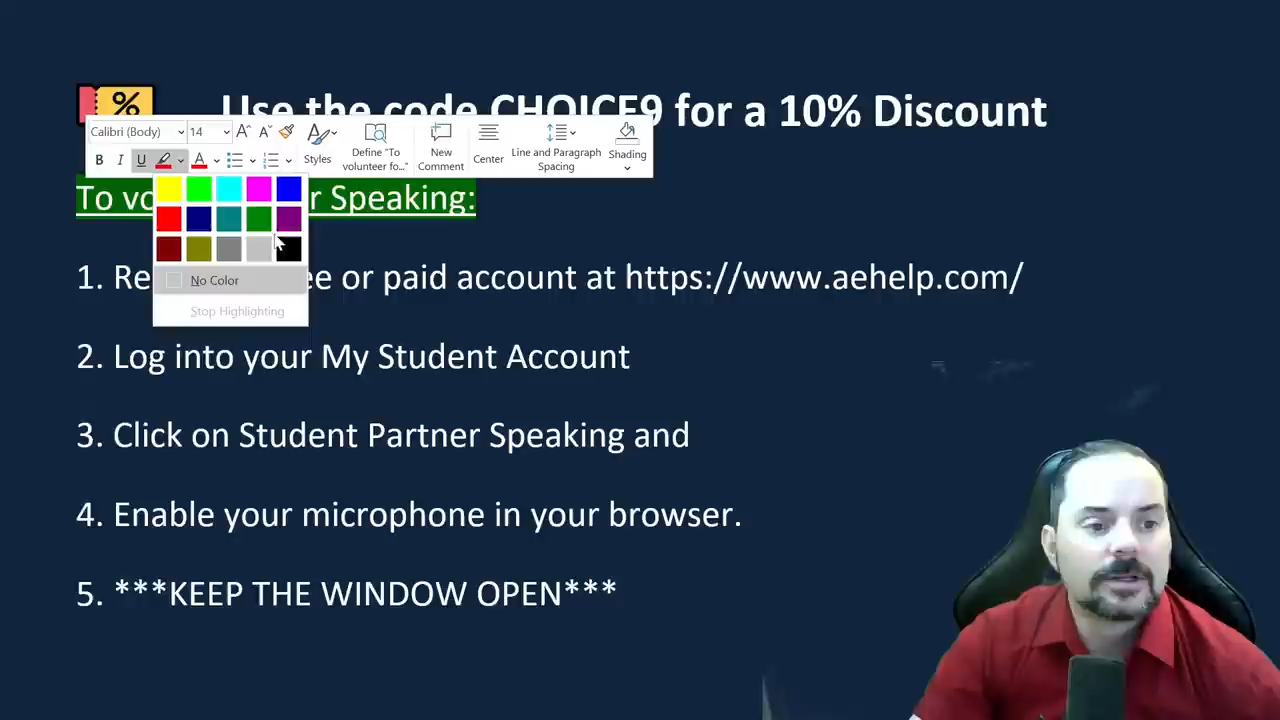 %
Use the code CHOICE9 for a 10% Discount
Calibri (Body) 14
Styles
Define "To volunteer fo..."
New Comment
Center
Line and Paragraph Spacing
Shading
B I U A
To vo r Speaking:
1. Re ee or paid account at https://www.aehelp.com/
No Color
Stop Highlighting
2. Log into your My Student Account
3. Click on Student Partner Speaking and
4. Enable your microphone in your browser.
5. ***KEEP THE WINDOW OPEN***